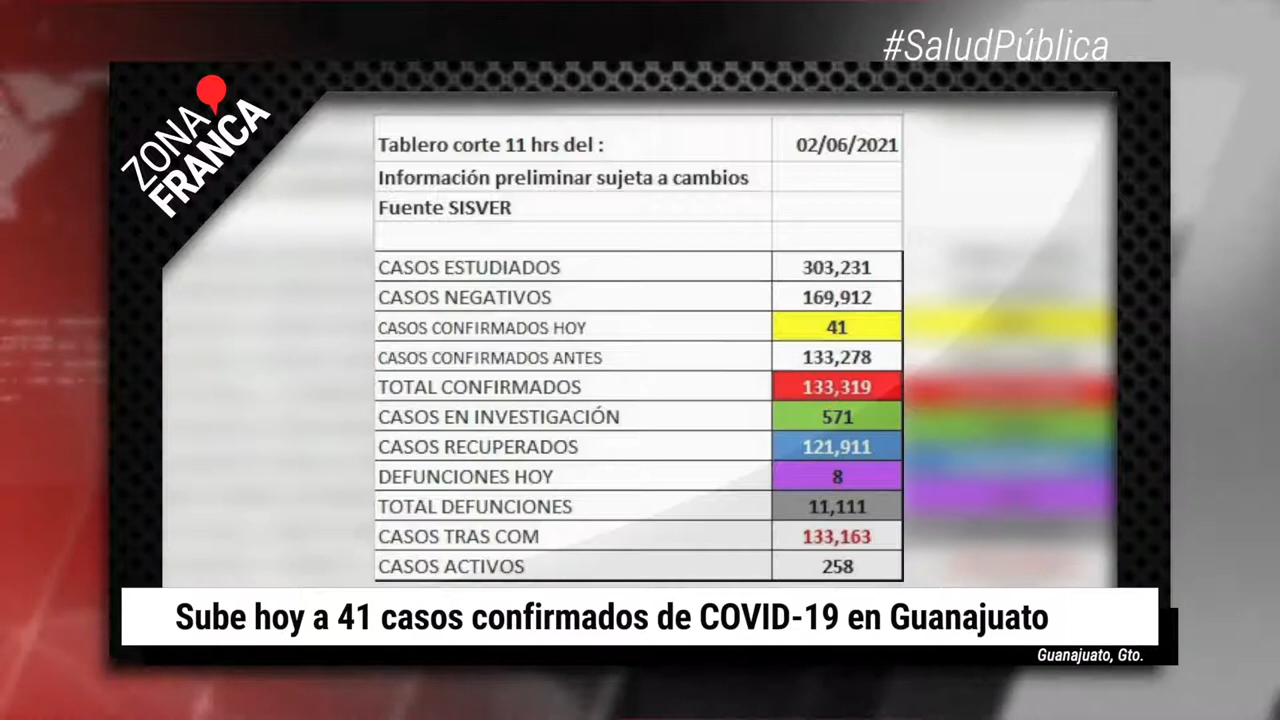 #SaludPública
ZONA
FRANCA
Tablero corte 11 hrs del : 02/06/2021
Información preliminar sujeta a cambios
Fuente SISVER
CASOS ESTUDIADOS 303,231
CASOS NEGATIVOS 169,912
CASOS CONFIRMADOS HOY 41
CASOS CONFIRMADOS ANTES 133,278
TOTAL CONFIRMADOS 133,319
CASOS EN INVESTIGACIÓN 571
CASOS RECUPERADOS 121,911
DEFUNCIONES HOY 8
TOTAL DEFUNCIONES 11,111
CASOS TRAS COM 133,163
CASOS ACTIVOS 258
Sube hoy a 41 casos confirmados de COVID-19 en Guanajuato
Guanajuato, Gto.